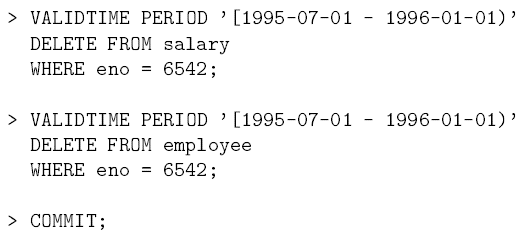 > VALIDTIME PERIOD ’[1995-07-01 - 1996-01-01)’
DELETE FROM salary
WHERE eno = 6542;
> VALIDTIME PERIOD ’[1995-07-01 - 1996-01-01)’
DELETE FROM employee
WHERE eno = 6542;
> COMMIT;